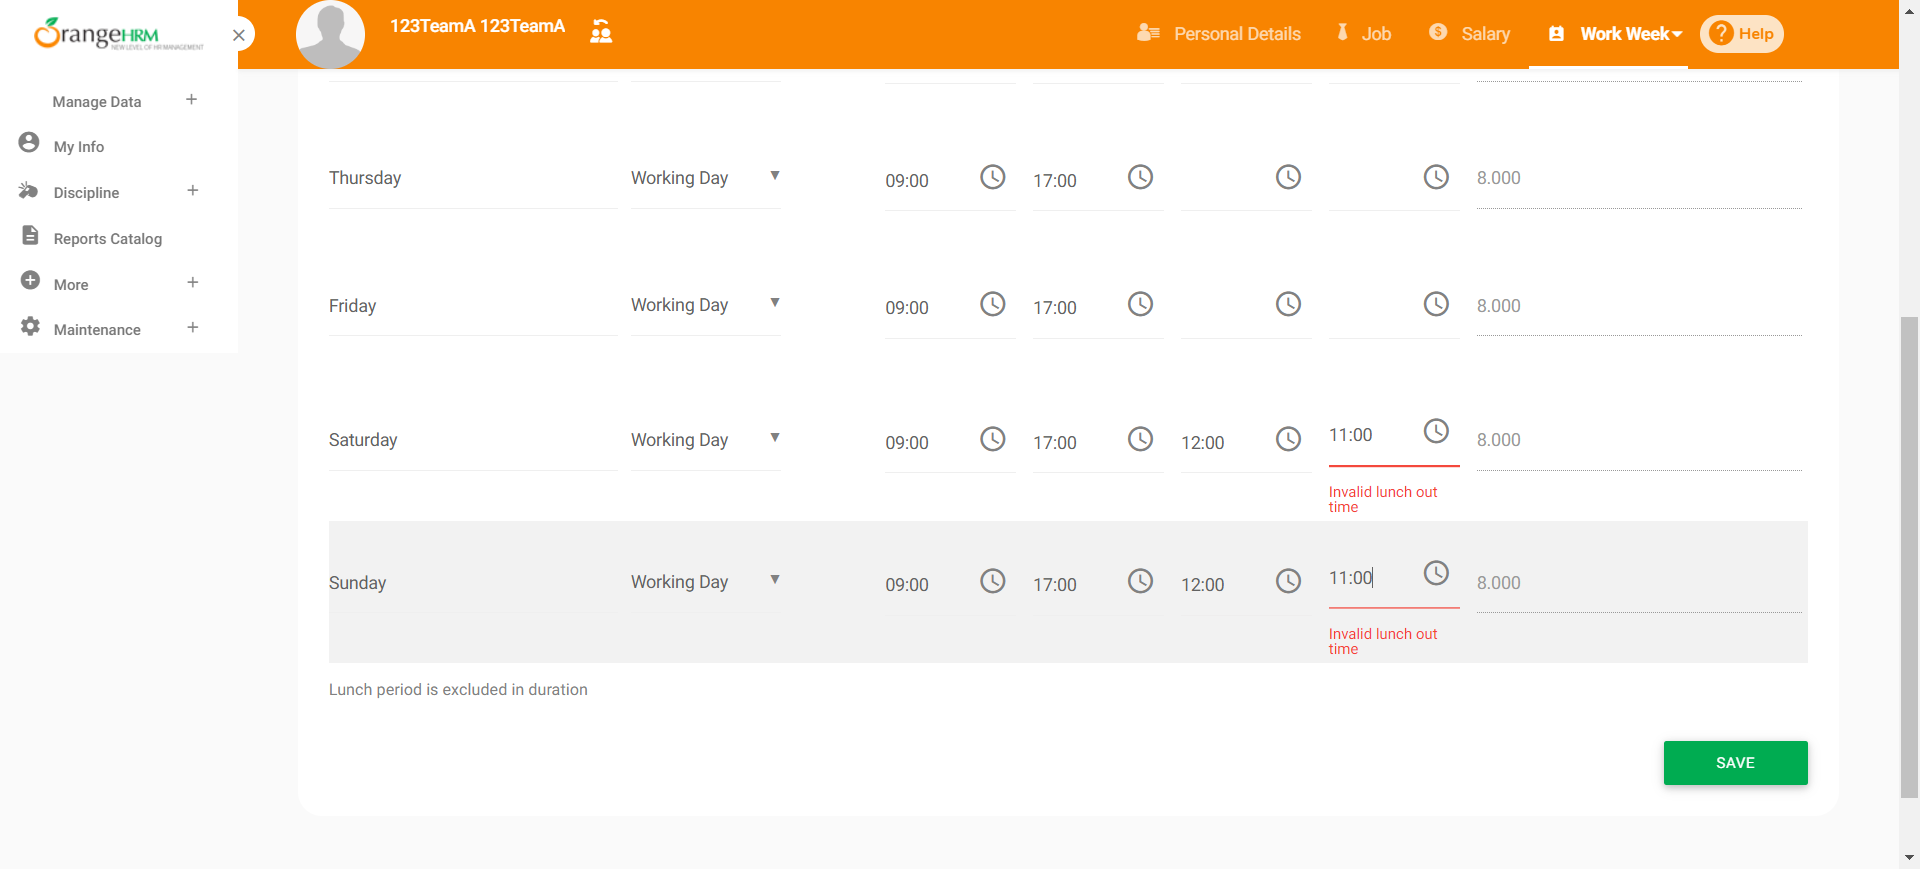 OrangeHRM
NEW LEVEL OF HR MANAGEMENT
123TeamA 123TeamA
Personal Details
Job
Salary
Work Week
? Help
Manage Data +
My Info
Discipline +
Reports Catalog
More +
Maintenance +
Thursday Working Day 09:00 17:00 8.000
Friday Working Day 09:00 17:00 8.000
Saturday Working Day 09:00 17:00 12:00 11:00 8.000
Invalid lunch out
time
Sunday Working Day 09:00 17:00 12:00 11:00 8.000
Invalid lunch out
time
Lunch period is excluded in duration
SAVE